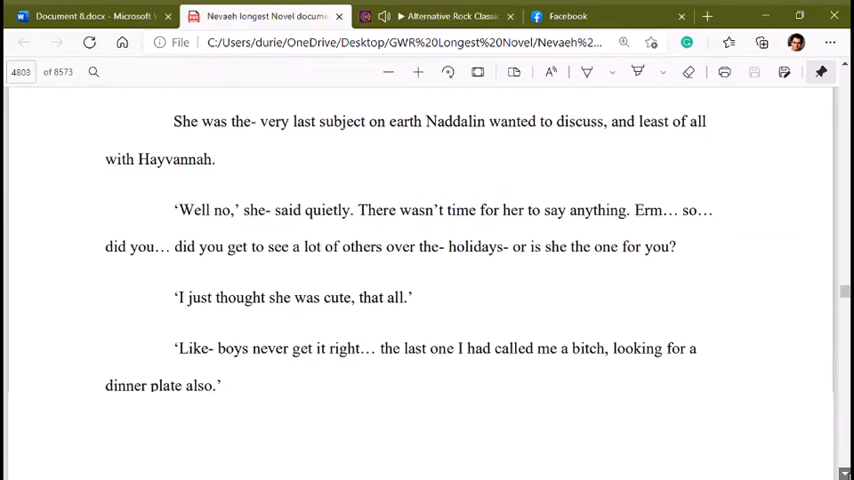 Document 8.docx - Microsoft W
Nevaeh longest Novel docume
Alternative Rock Classic
Facebook
File
C:/Users/durie/OneDrive/Desktop/GWR%20Longest%20Novel/Nevaeh%2...
4803 of 8573
She was the- very last subject on earth Naddalin wanted to discuss, and least of all
with Hayvannah.
‘Well no,’ she- said quietly. There wasn’t time for her to say anything. Erm… so…
did you… did you get to see a lot of others over the- holidays- or is she the one for you?
‘I just thought she was cute, that all.’
‘Like- boys never get it right… the last one I had called me a bitch, looking for a
dinner plate also.’